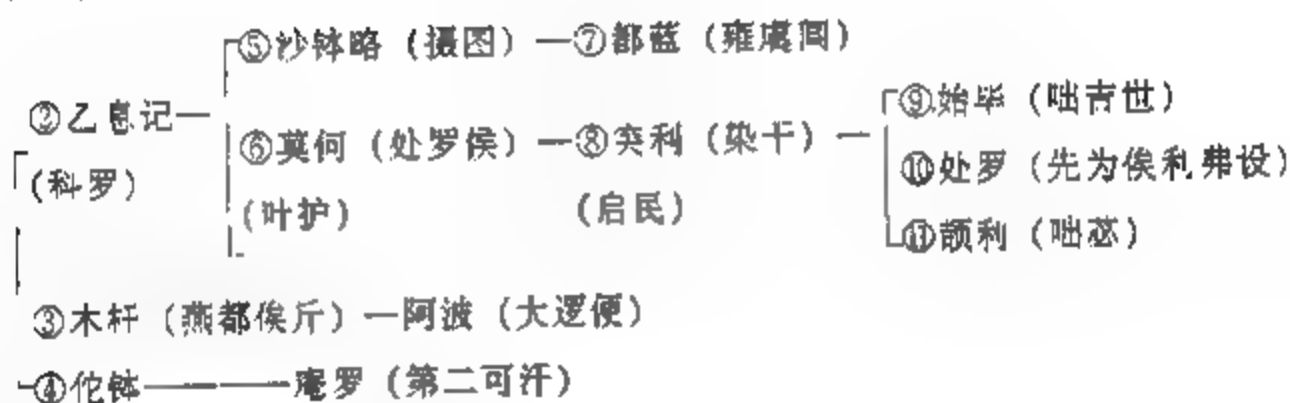 ⑤沙钵略（摄图）—⑦都蓝（雍虞闾）
②乙息记—
(科罗)
⑥莫何（处罗候）—⑧突利（染干）—
(叶护) (启民)
⑨始毕（咄吉世）
⑩处罗（先为俟利弗设）
⑪颉利（咄苾）
③木杆（燕都俟斤）—阿波（大逻便）
④佗钵———庵罗（第二可汗）